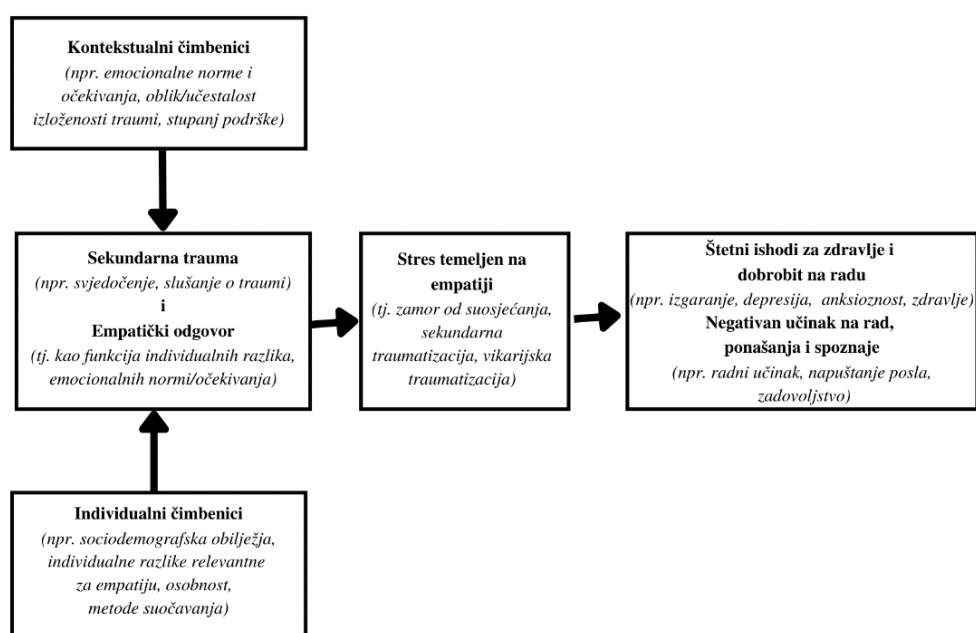 Kontekstualni čimbenici
(npr. emocionalne norme i
očekivanja, oblik/učestalost
izloženosti traumi, stupanj podrške)
Sekundarna trauma
(npr. svjedočenje, slušanje o traumi)
i
Empatički odgovor
(tj. kao funkcija individualnih razlika,
emocionalnih normi/očekivanja)
Stres temeljen na
empatiji
(tj. zamor od suosjećanja,
sekundarna
traumatizacija, vikarijska
traumatizacija)
Štetni ishodi za zdravlje i
dobrobit na radu
(npr. izgaranje, depresija, anksioznost, zdravlje)
Negativan učinak na rad,
ponašanja i spoznaje
(npr. radni učinak, napuštanje posla,
zadovoljstvo)
Individualni čimbenici
(npr. sociodemografska obilježja,
individualne razlike relevantne
za empatiju, osobnost,
metode suočavanja)